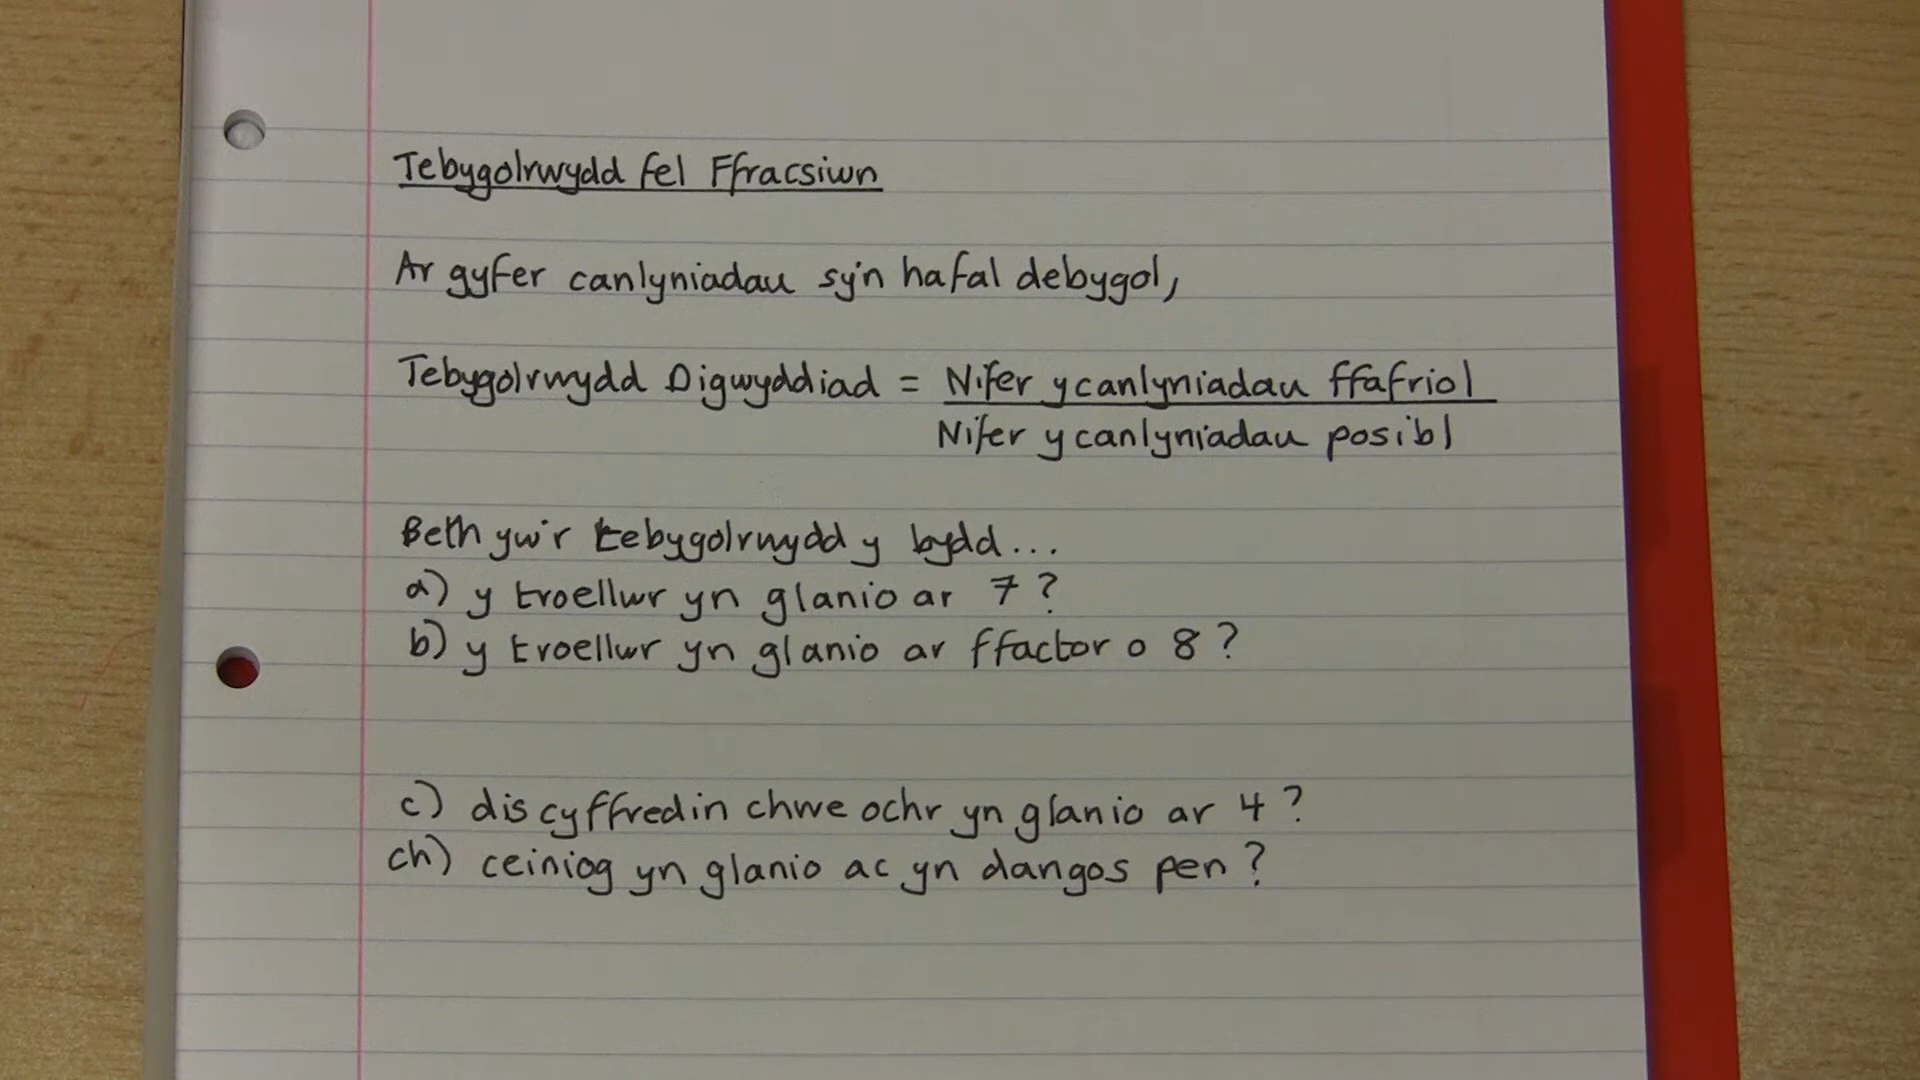 Tebygolrwydd fel Ffracsiwn
Ar gyfer canlyniadau sy'n hafal debygol,
Tebygolrwydd Digwyddiad = Nifer y canlyniadau ffafriol
Nifer y canlyniadau posibl
Beth yw'r tebygolrwydd y bydd...
a) y troellwr yn glanio ar 7?
b) y troellwr yn glanio ar ffactor o 8?
c) dis cyffredin chwe ochr yn glanio ar 4?
ch) ceiniog yn glanio ac yn dangos pen?